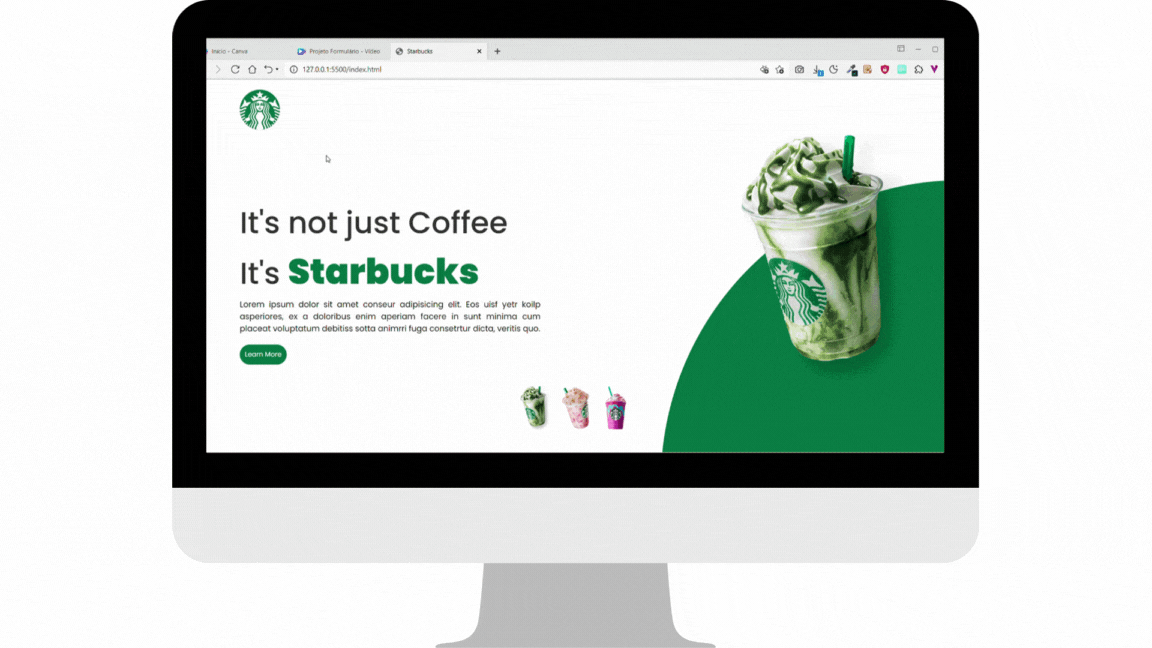 Início - Canva
Projeto Formulário - Vídeo
Starbucks
127.0.0.1:5500/index.html
It's not just Coffee
It's Starbucks
Lorem ipsum dolor sit amet conseur adipisicing elit. Eos uisf yetr kollp
asperiores, ex a doloribus enim aperiam facere in sunt minima cum
placeat voluptatum debitiss sotta animrri fuga consetrtur dicta, veritis quo.
Learn More